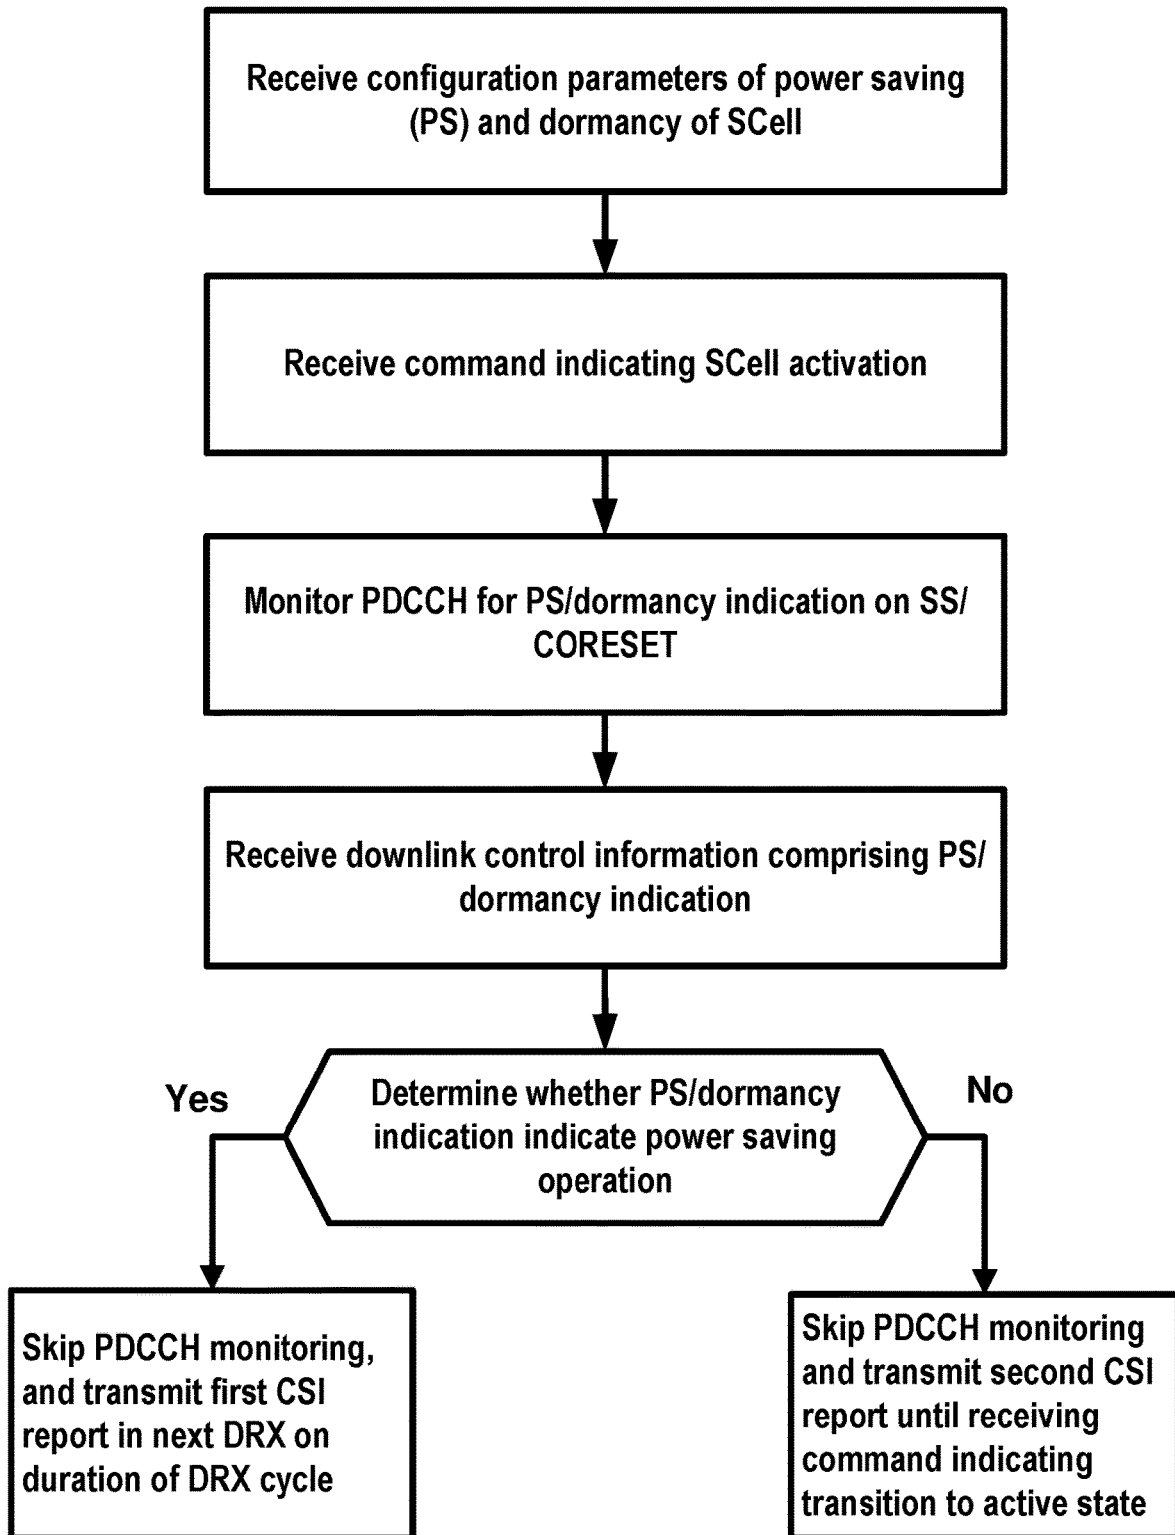 Receive configuration parameters of power saving
(PS) and dormancy of SCell
Receive command indicating SCell activation
Monitor PDCCH for PS/dormancy indication on SS/
CORESET
Receive downlink control information comprising PS/
dormancy indication
Determine whether PS/dormancy
indication indicate power saving
operation
Yes
No
Skip PDCCH monitoring,
and transmit first CSI
report in next DRX on
duration of DRX cycle
Skip PDCCH monitoring
and transmit second CSI
report until receiving
command indicating
transition to active state